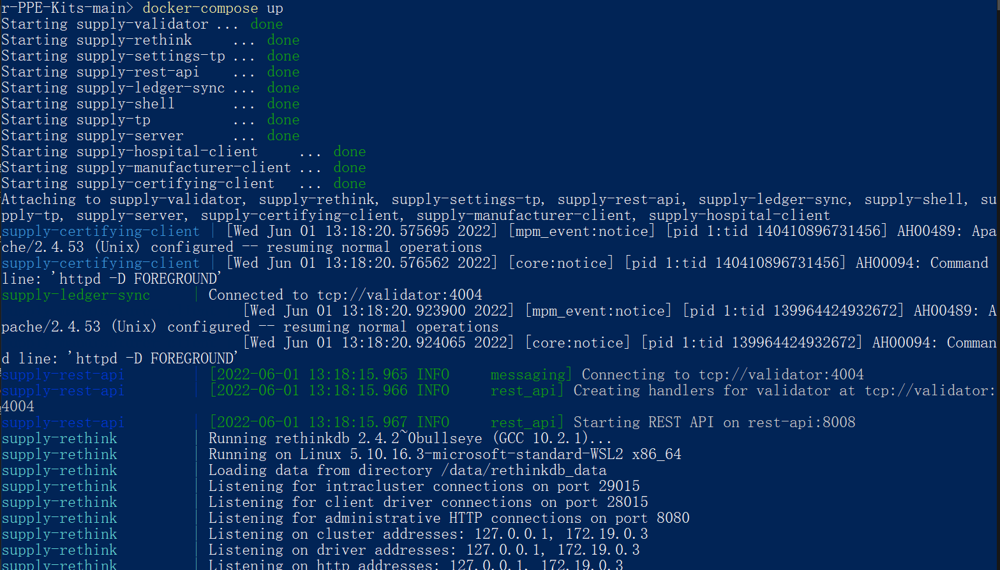 r-PPE-Kits-main> docker-compose up
Starting supply-validator ... done
Starting supply-rethink ... done
Starting supply-settings-tp ... done
Starting supply-rest-api ... done
Starting supply-ledger-sync ... done
Starting supply-shell ... done
Starting supply-tp ... done
Starting supply-server ... done
Starting supply-hospital-client ... done
Starting supply-manufacturer-client ... done
Starting supply-certifying-client ... done
Attaching to supply-validator, supply-rethink, supply-settings-tp, supply-rest-api, supply-ledger-sync, supply-shell, su
pply-tp, supply-server, supply-certifying-client, supply-manufacturer-client, supply-hospital-client
supply-certifying-client | [Wed Jun 01 13:18:20.575695 2022] [mpm_event:notice] [pid 1:tid 140410896731456] AH00489: Apa
che/2.4.53 (Unix) configured -- resuming normal operations
supply-certifying-client | [Wed Jun 01 13:18:20.576562 2022] [core:notice] [pid 1:tid 140410896731456] AH00094: Command
line: 'httpd -D FOREGROUND'
supply-ledger-sync | Connected to tcp://validator:4004
[Wed Jun 01 13:18:20.923900 2022] [mpm_event:notice] [pid 1:tid 139964424932672] AH00489: A
pache/2.4.53 (Unix) configured -- resuming normal operations
[Wed Jun 01 13:18:20.924065 2022] [core:notice] [pid 1:tid 139964424932672] AH00094: Comman
d line: 'httpd -D FOREGROUND'
supply-rest-api | [2022-06-01 13:18:15.965 INFO messaging] Connecting to tcp://validator:4004
supply-rest-api | [2022-06-01 13:18:15.966 INFO rest_api] Creating handlers for validator at tcp://validator:
4004
supply-rest-api | [2022-06-01 13:18:15.967 INFO rest_api] Starting REST API on rest-api:8008
supply-rethink | Running rethinkdb 2.4.2~0bullseye (GCC 10.2.1)...
supply-rethink | Running on Linux 5.10.16.3-microsoft-standard-WSL2 x86_64
supply-rethink | Loading data from directory /data/rethinkdb_data
supply-rethink | Listening for intracluster connections on port 29015
supply-rethink | Listening for client driver connections on port 28015
supply-rethink | Listening for administrative HTTP connections on port 8080
supply-rethink | Listening on cluster addresses: 127.0.0.1, 172.19.0.3
supply-rethink | Listening on driver addresses: 127.0.0.1, 172.19.0.3
supply-rethink | Listening on http addresses: 127.0.0.1, 172.19.0.3